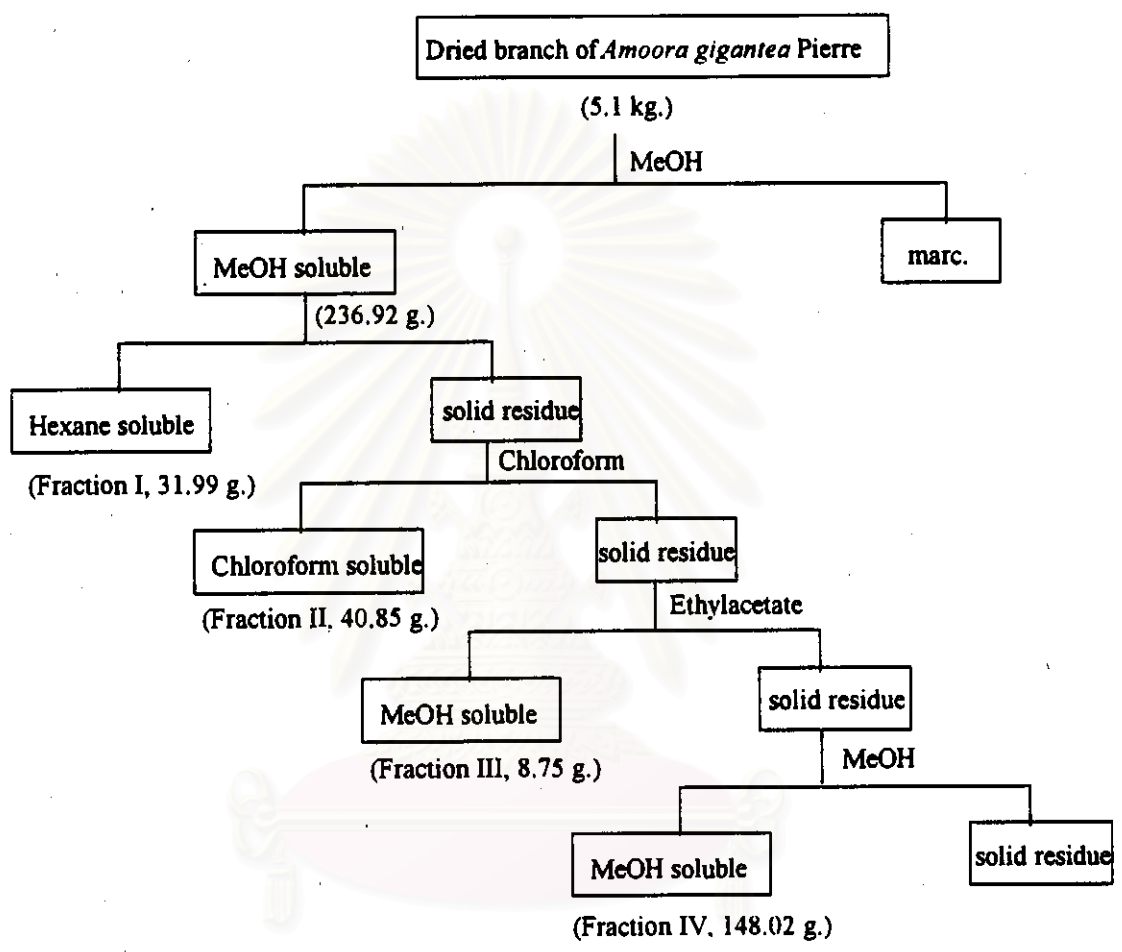 Dried branch of Amoora gigantea Pierre
(5.1 kg.)
MeOH
MeOH soluble
marc.
(236.92 g.)
Hexane soluble
solid residue
(Fraction I, 31.99 g.)
Chloroform
Chloroform soluble
solid residue
(Fraction II, 40.85 g.)
Ethylacetate
MeOH soluble
solid residue
(Fraction III, 8.75 g.)
MeOH
MeOH soluble
solid residue
(Fraction IV, 148.02 g.)